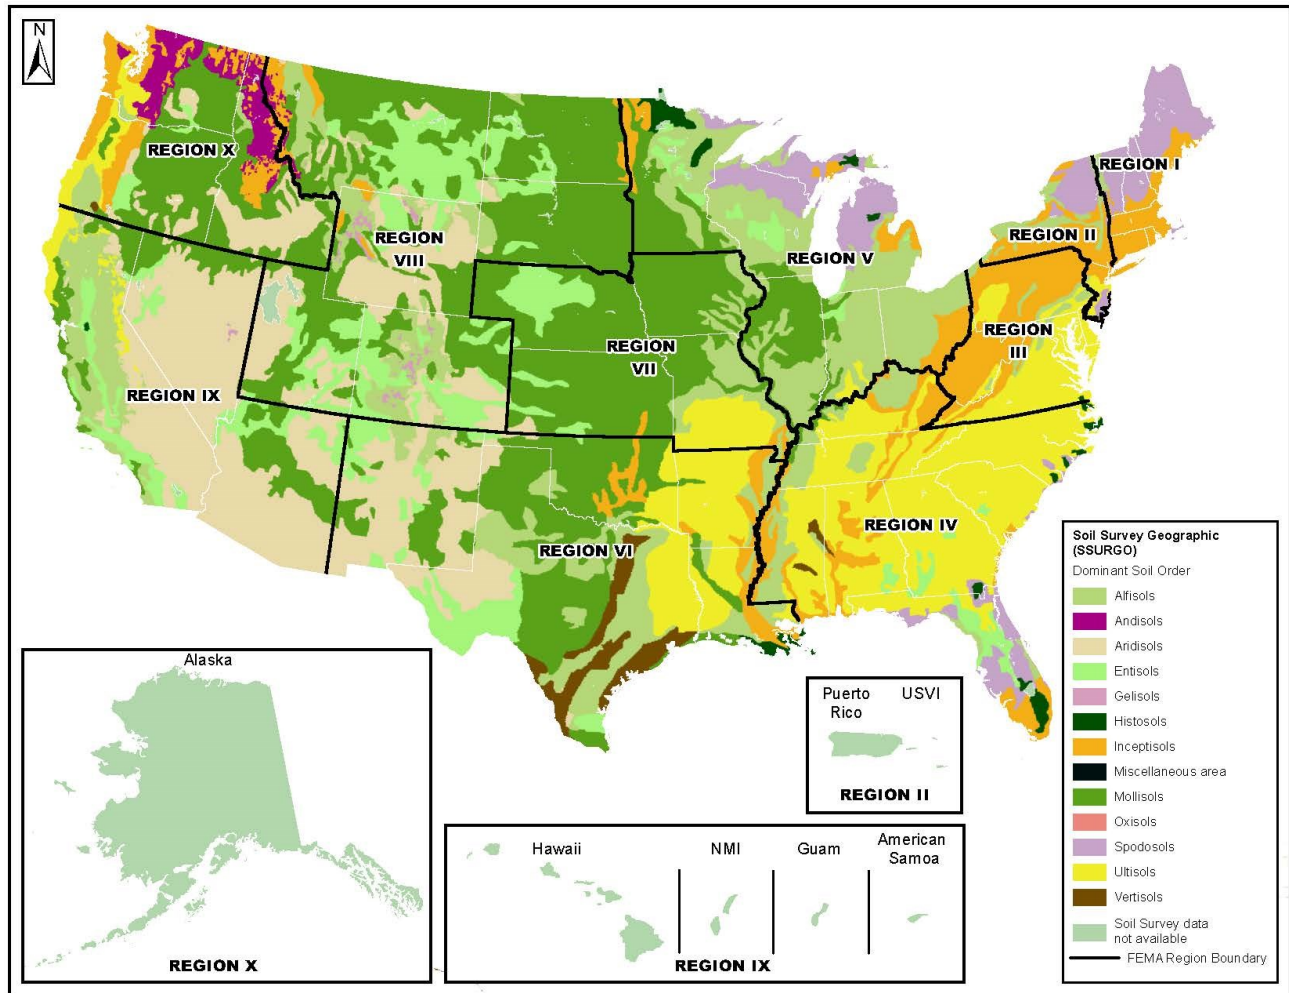 N
REGION X
REGION
VIII
REGION I
REGION II
REGION V
REGION
III
REGION
VII
REGION IX
REGION IV
REGION VI
Soil Survey Geographic
(SSURGO)
Dominant Soil Order
Alfisols
Andisols
Aridisols
Entisols
Gelisols
Histosols
Inceptisols
Miscellaneous area
Mollisols
Oxisols
Spodosols
Ultisols
Vertisols
Soil Survey data
not available
FEMA Region Boundary
Alaska
REGION X
Puerto
Rico
USVI
REGION II
Hawaii
NMI
Guam
American
Samoa
REGION IX